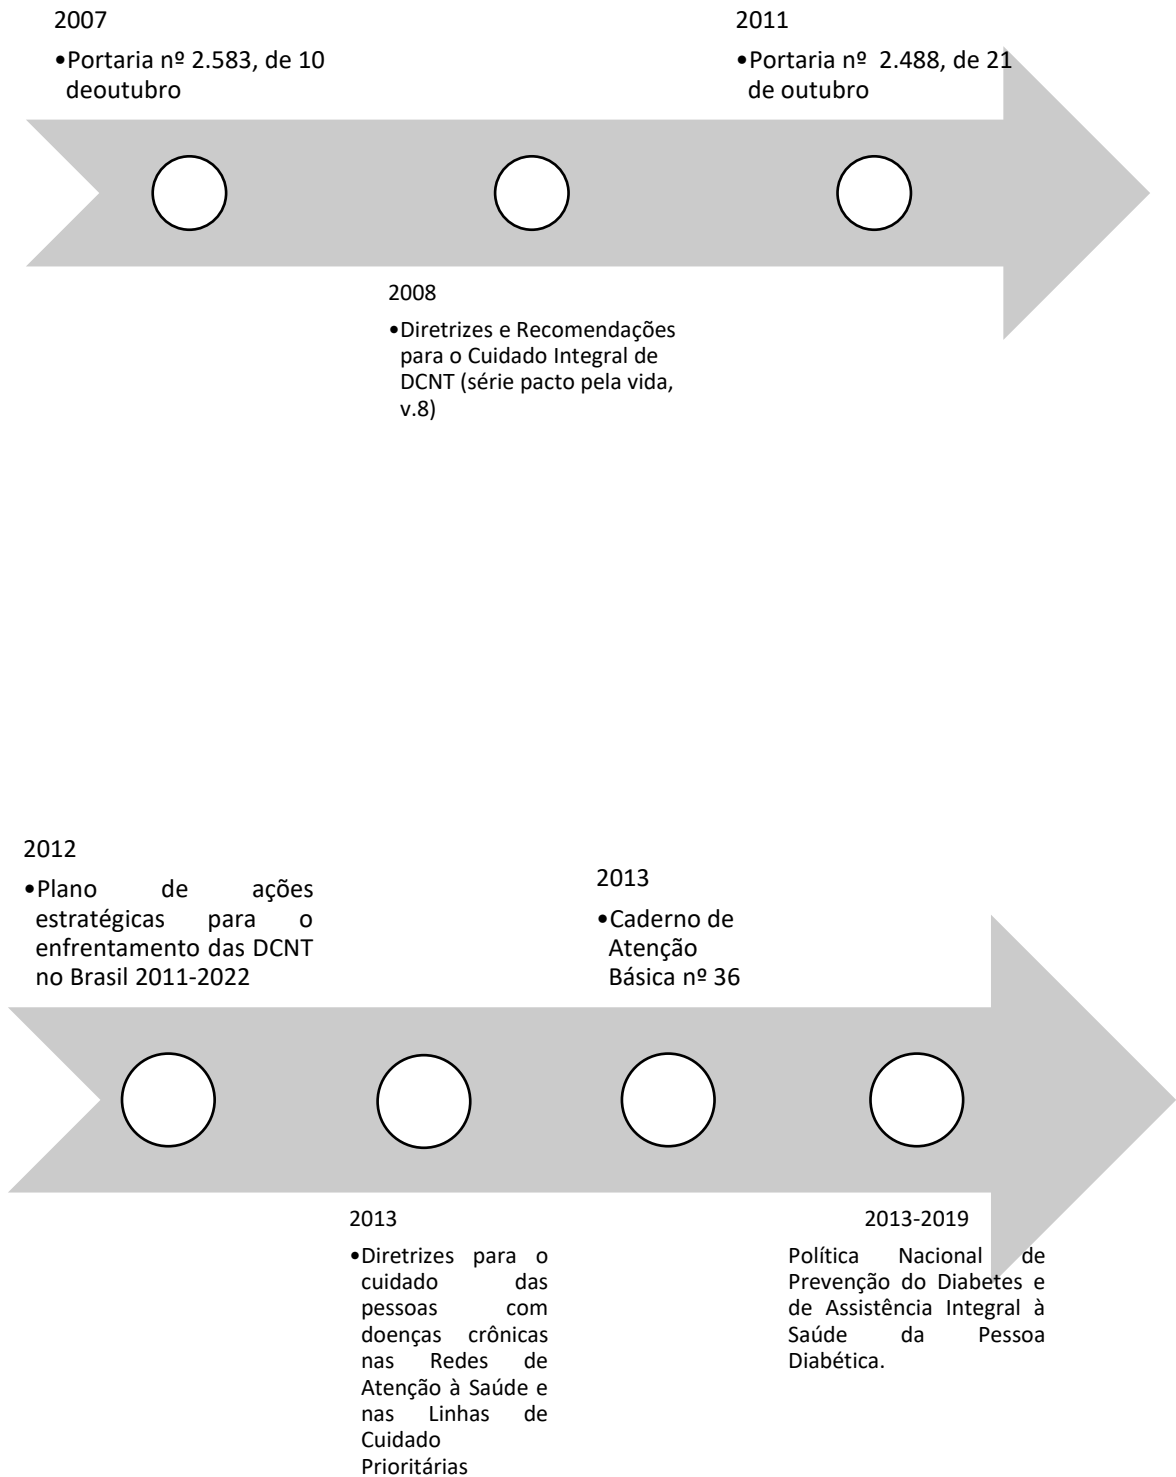 2007
•Portaria nº 2.583, de 10
deoutubro
2011
•Portaria nº 2.488, de 21
de outubro
2008
•Diretrizes e Recomendações
para o Cuidado Integral de
DCNT (série pacto pela vida,
v.8)
2012
•Plano de ações
estratégicas para o
enfrentamento das DCNT
no Brasil 2011-2022
2013
•Caderno de
Atenção
Básica nº 36
2013
•Diretrizes para o
cuidado das
pessoas com
doenças crônicas
nas Redes de
Atenção à Saúde e
nas Linhas de
Cuidado
Prioritárias
2013-2019
Política Nacional de
Prevenção do Diabetes e
de Assistência Integral à
Saúde da Pessoa
Diabética.